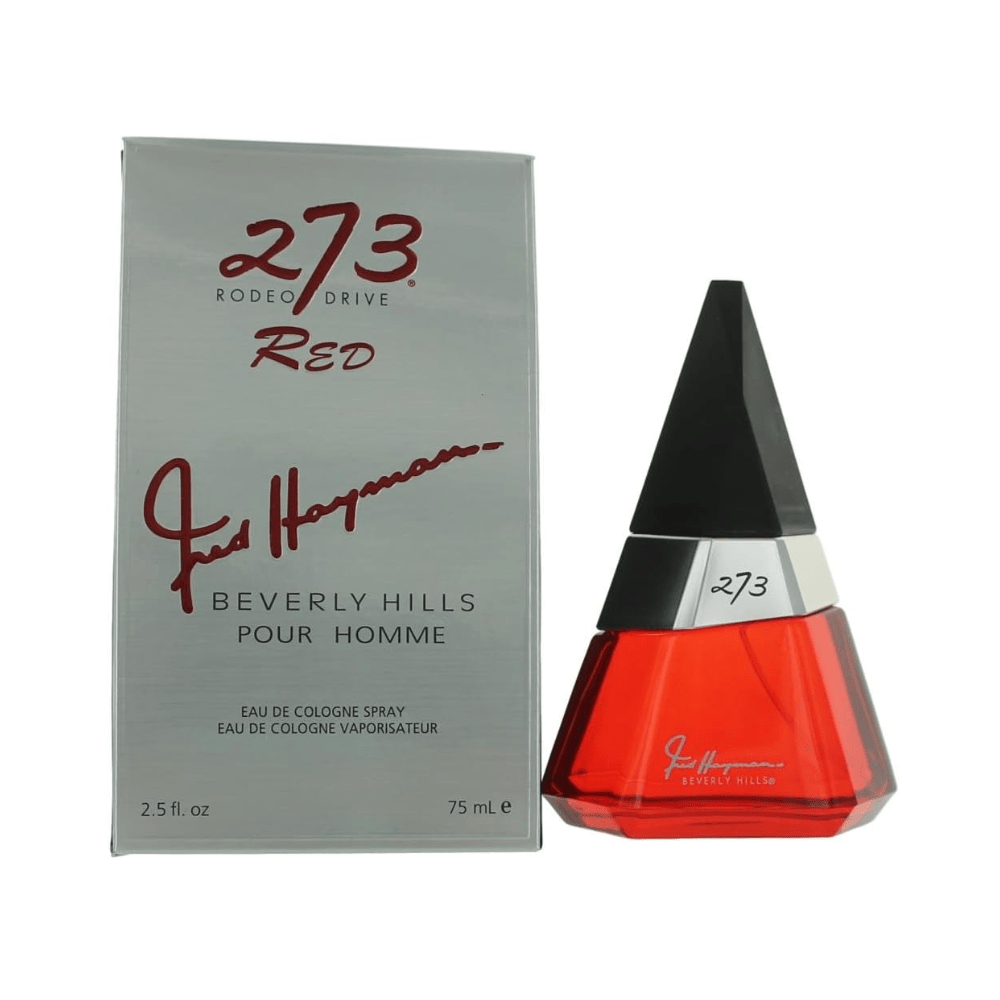 273®
RODEO DRIVE
RED
Fred Hayman
BEVERLY HILLS
POUR HOMME
EAU DE COLOGNE SPRAY
EAU DE COLOGNE VAPORISATEUR
2.5 fl. oz 75 mL e
273
Fred Hayman
BEVERLY HILLS®